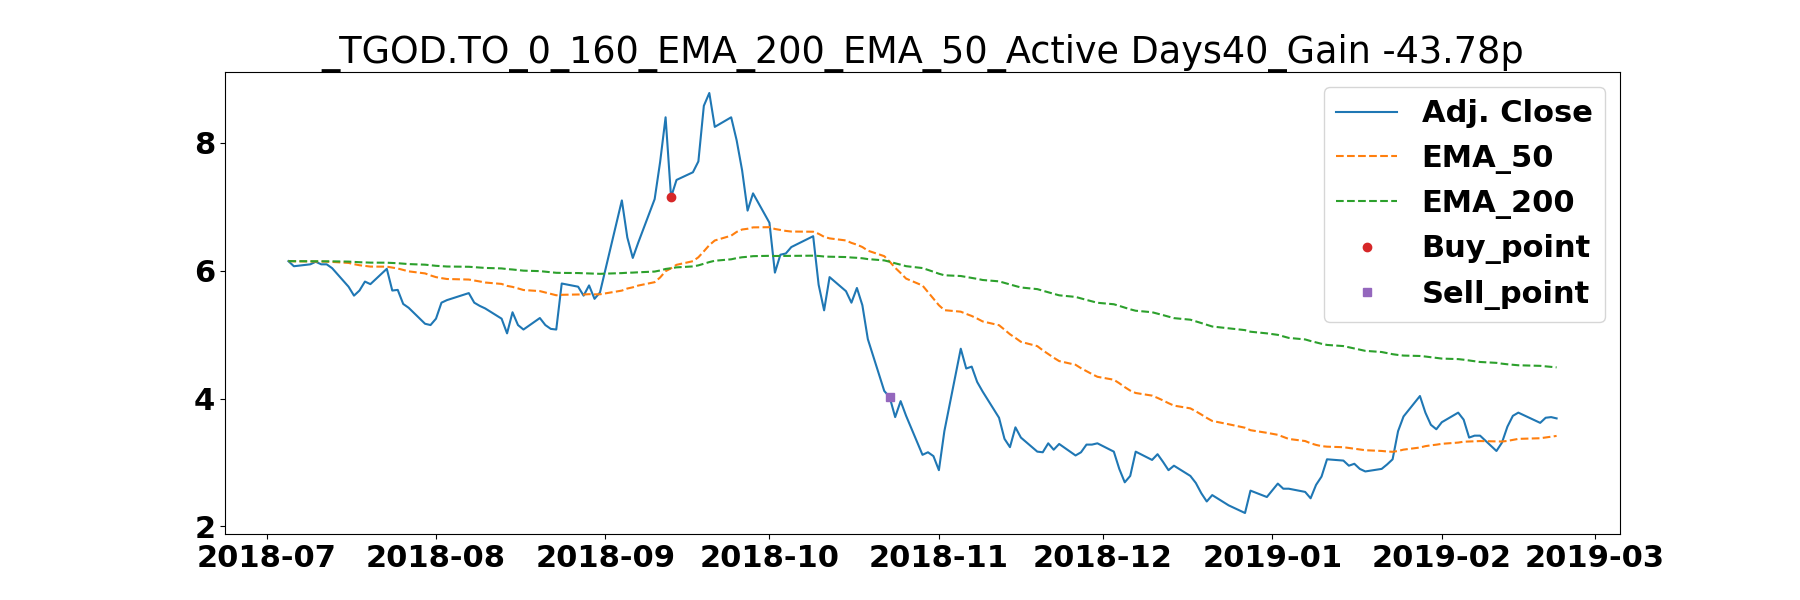 _TGOD.TO_0_160_EMA_200_EMA_50_Active Days40_Gain -43.78p
Adj. Close
EMA_50
EMA_200
Buy_point
Sell_point
8
6
4
2
2018-07 2018-08 2018-09 2018-10 2018-11 2018-12 2019-01 2019-02 2019-03